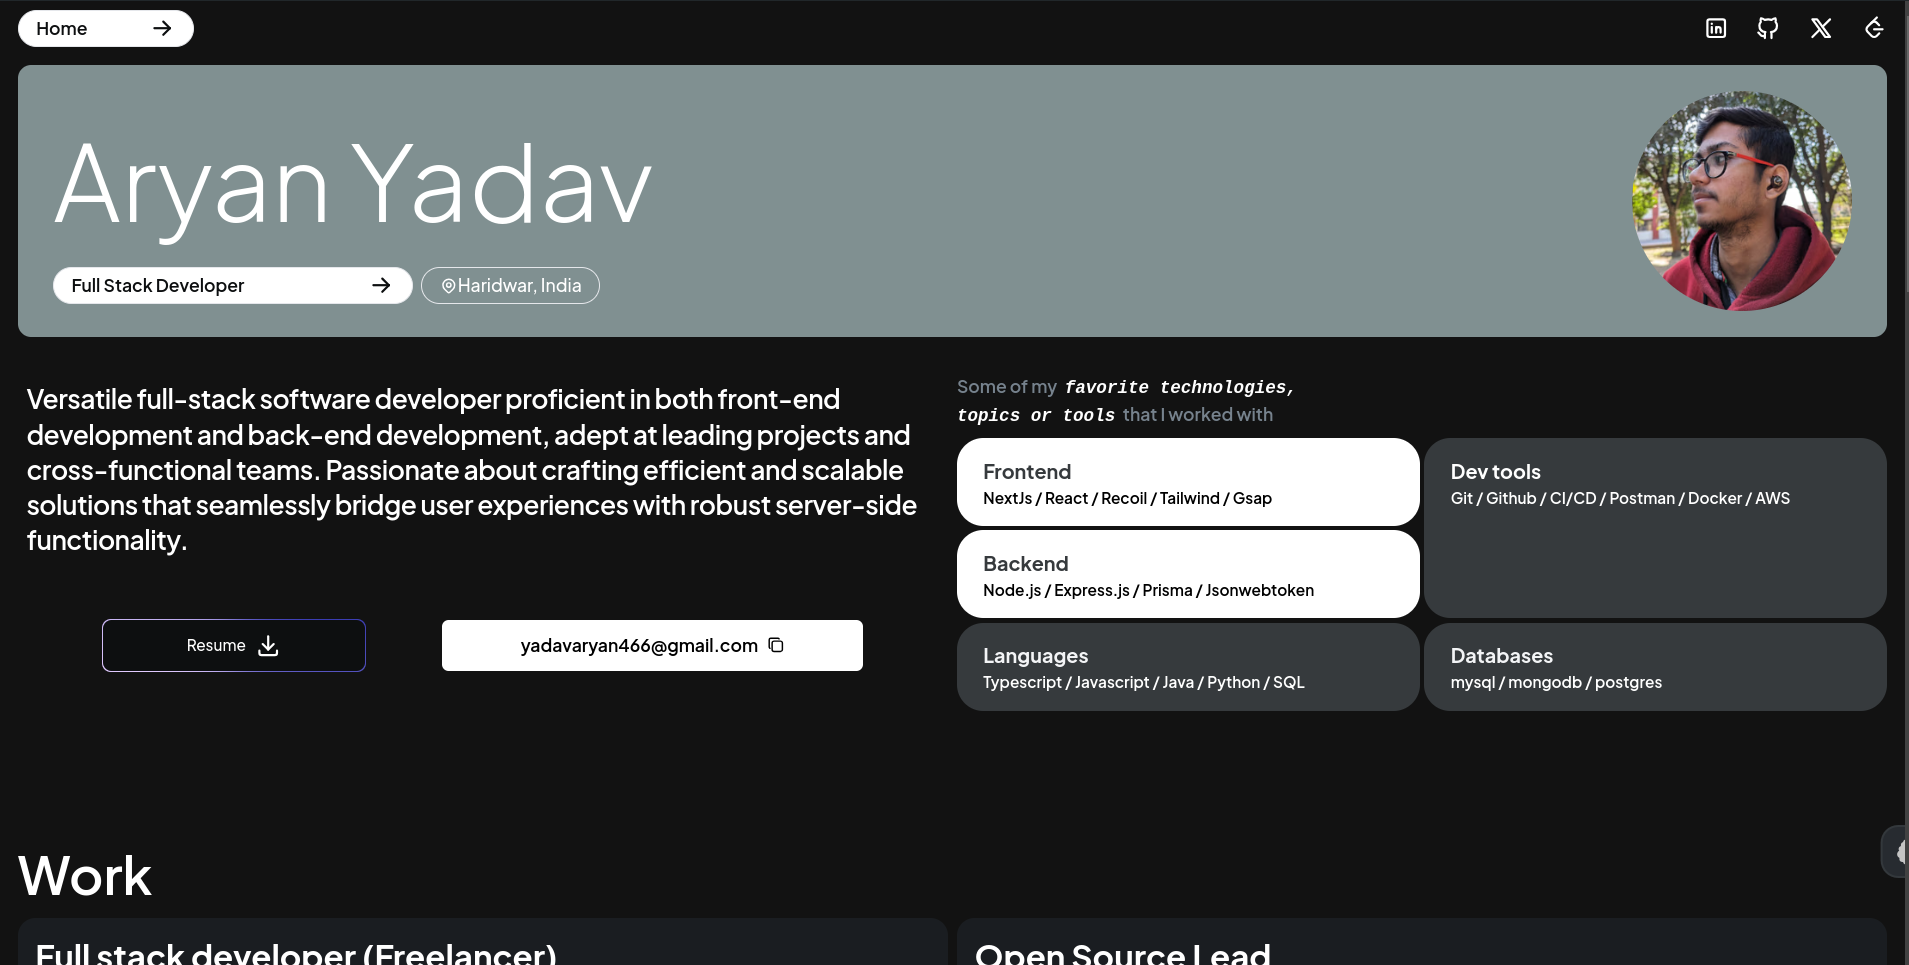 Home
Aryan Yadav
Full Stack Developer
Haridwar, India
Versatile full-stack software developer proficient in both front-end
development and back-end development, adept at leading projects and
cross-functional teams. Passionate about crafting efficient and scalable
solutions that seamlessly bridge user experiences with robust server-side
functionality.
Resume
yadavaryan466@gmail.com
Some of my favorite technologies,
topics or tools that I worked with
Frontend
NextJs / React / Recoil / Tailwind / Gsap
Backend
Node.js / Express.js / Prisma / Jsonwebtoken
Dev tools
Git / Github / CI/CD / Postman / Docker / AWS
Languages
Typescript / Javascript / Java / Python / SQL
Databases
mysql / mongodb / postgres
Work
Full stack developer (Freelancer)
Open Source Lead